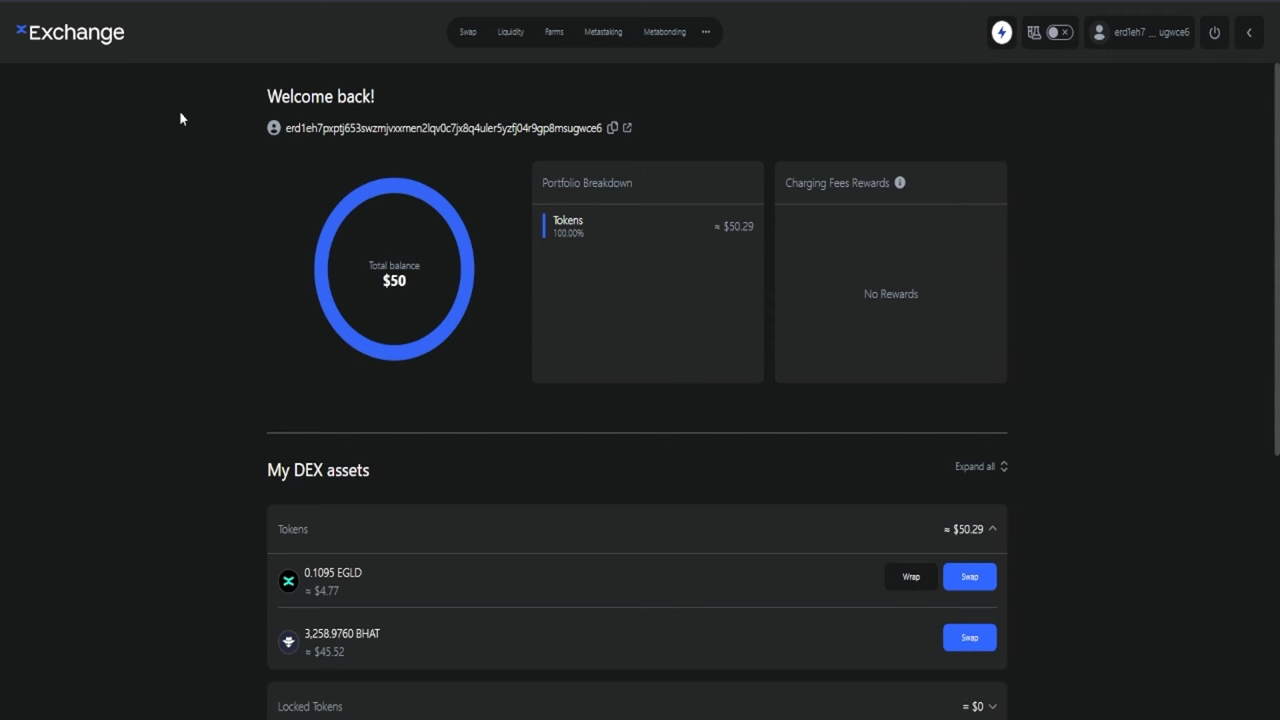 xExchange
Swap
Liquidity
Farms
Metastaking
Metabonding
erd1eh7 ... ugwce6
Welcome back!
erd1eh7pxptj653swzmjvxxmen2lqv0c7jx8q4uler5yzfj04r9gp8msugwce6
Total balance
$50
Portfolio Breakdown
Tokens
100.00%
≈ $50.29
Charging Fees Rewards
No Rewards
My DEX assets
Expand all
Tokens
≈ $50.29
0.1095 EGLD
≈ $4.77
Wrap
Swap
3,258.9760 BHAT
≈ $45.52
Swap
Locked Tokens
= $0